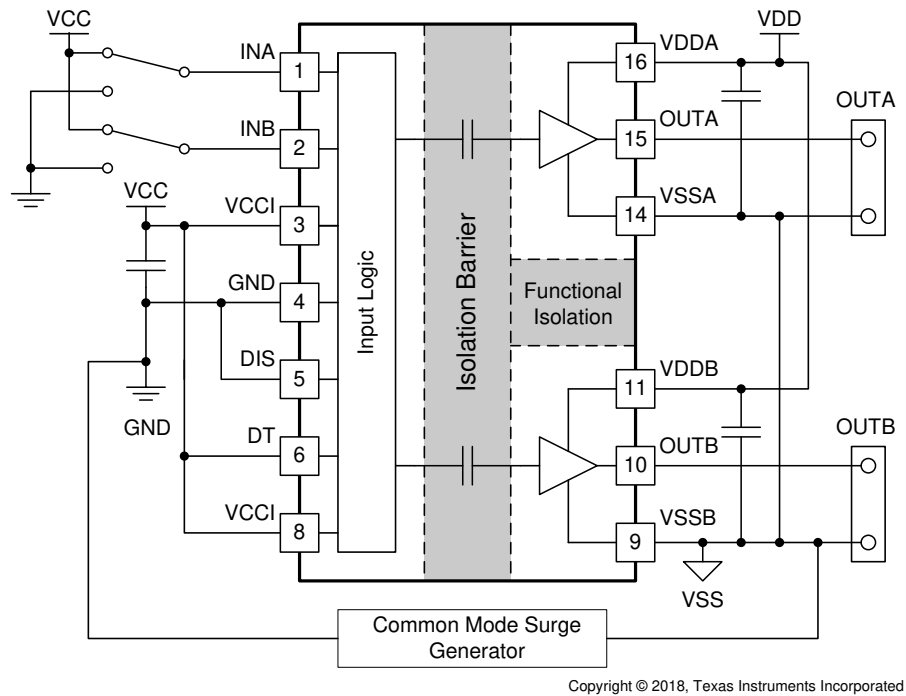 VCC
INA
1
INB
2
VCC
VCCI
3
GND
4
DIS
5
GND
DT
6
VCCI
8
Input Logic
Isolation Barrier
Functional
Isolation
VDD
16
VDDA
15
OUTA
14
VSSA
OUTA
11
VDDB
10
OUTB
9
VSSB
OUTB
VSS
Common Mode Surge
Generator
Copyright © 2018, Texas Instruments Incorporated